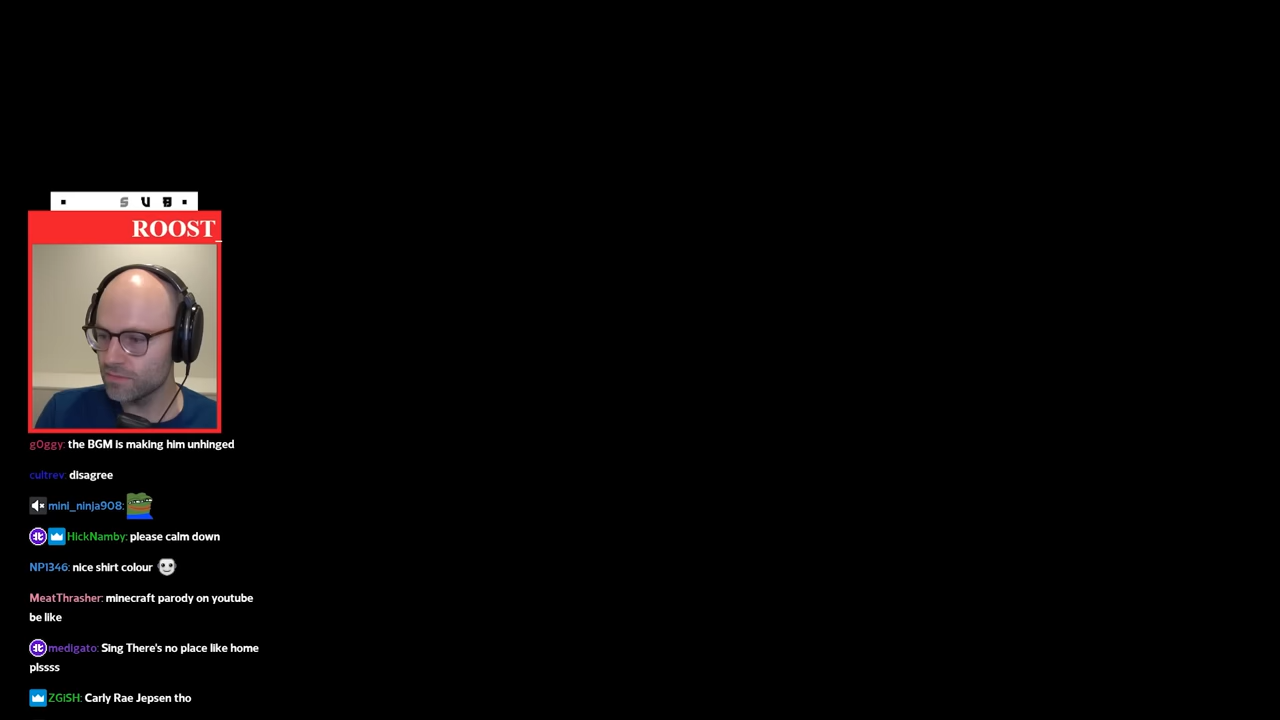 SUB
ROOST_
g0ggy: the BGM is making him unhinged
cultrev: disagree
mini_ninja908:
HickNamby: please calm down
NP1346: nice shirt colour
MeatThrasher: minecraft parody on youtube
be like
medigato: Sing There's no place like home
plssss
ZGiSH: Carly Rae Jepsen tho